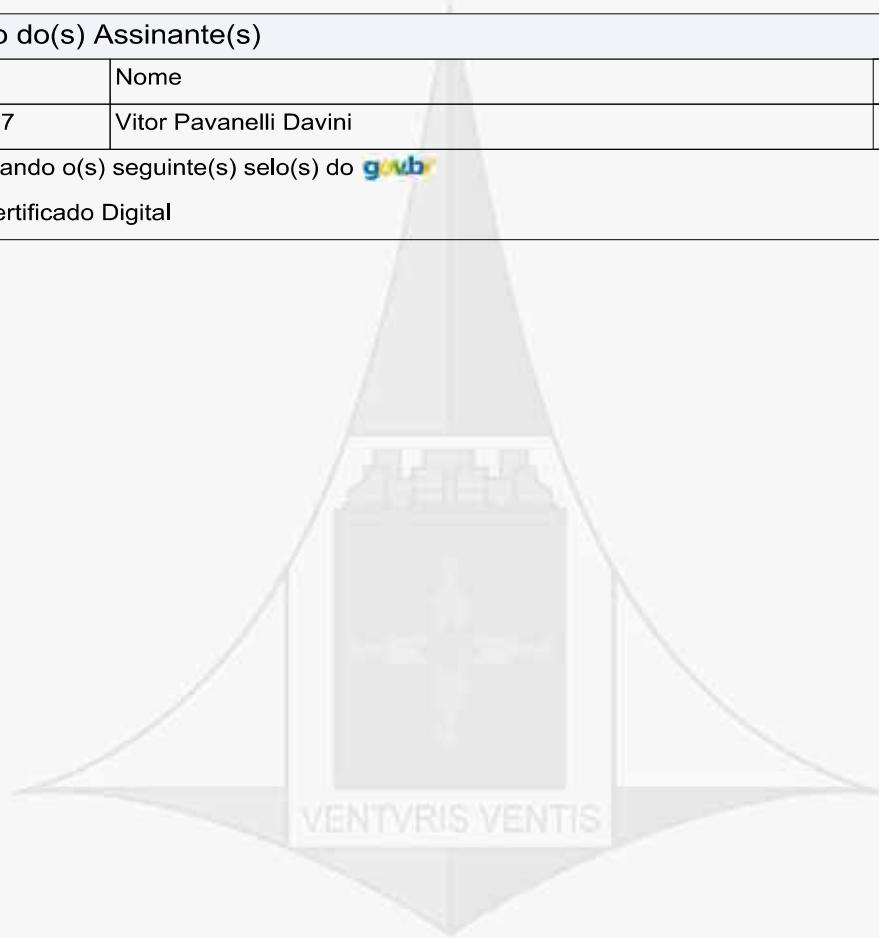 o do(s) Assinante(s)
Nome
7 Vitor Pavanelli Davini
ando o(s) seguinte(s) selo(s) do gov.br
ertificado Digital
VENTVRIS VENTIS